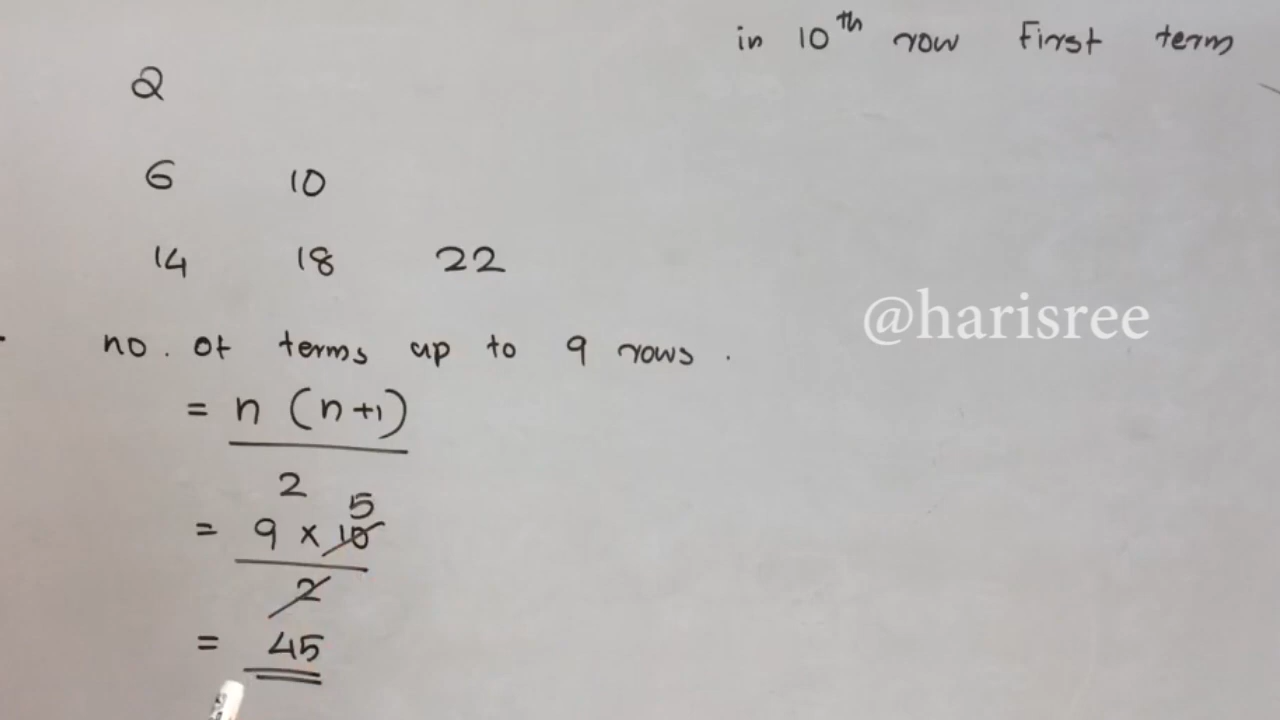 in 10th row First term
2
6 10
14 18 22
no. of terms up to 9 rows.
= n (n+1)
2
= 9 x 10 5
2
= 45
@harisree